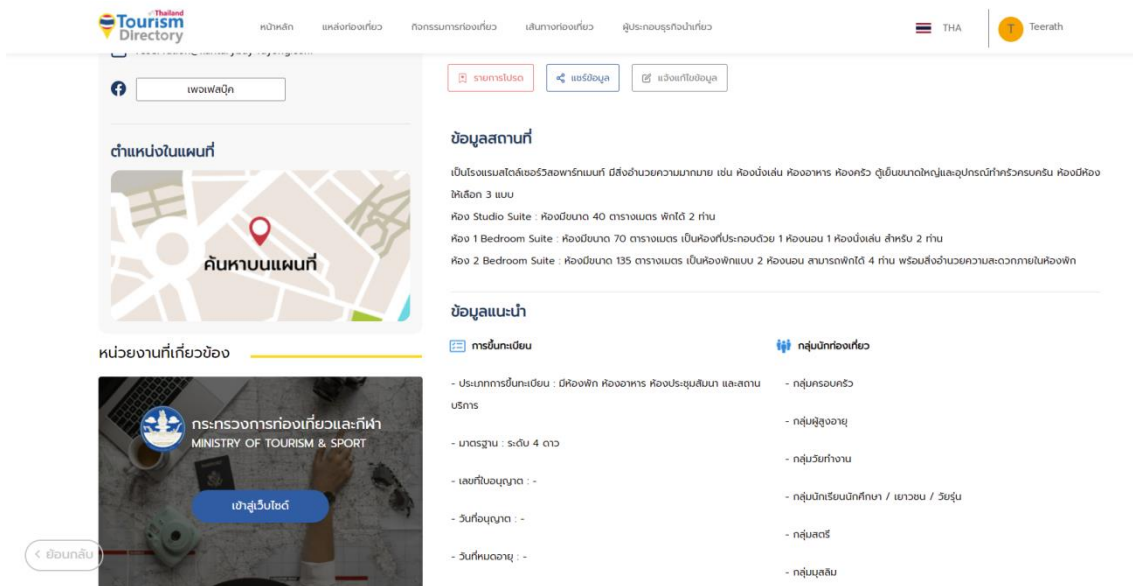 Thailand
Tourism
Directory
หน้าหลัก แหล่งท่องเที่ยว กิจกรรมการท่องเที่ยว เส้นทางท่องเที่ยว ผู้ประกอบธุรกิจนำเที่ยว THA T Teerath
เพจเฟสบุ๊ค
รายการโปรด แชร์ข้อมูล แจ้งแก้ไขข้อมูล
ตำแหน่งในแผนที่
ค้นหาบนแผนที่
หน่วยงานที่เกี่ยวข้อง
กระทรวงการท่องเที่ยวและกีฬา
MINISTRY OF TOURISM & SPORT
เข้าสู่เว็บไซต์
< ย้อนกลับ
ข้อมูลสถานที่
เป็นโรงแรมสไตล์เซอร์วิสอพาร์ทเมนท์ มีสิ่งอำนวยความมากมาย เช่น ห้องนั่งเล่น ห้องอาหาร ห้องครัว ตู้เย็นขนาดใหญ่และอุปกรณ์ทำครัวครบครัน ห้องมีห้อง
ให้เลือก 3 แบบ
ห้อง Studio Suite : ห้องมีขนาด 40 ตารางเมตร พักได้ 2 ท่าน
ห้อง 1 Bedroom Suite : ห้องมีขนาด 70 ตารางเมตร เป็นห้องที่ประกอบด้วย 1 ห้องนอน 1 ห้องนั่งเล่น สำหรับ 2 ท่าน
ห้อง 2 Bedroom Suite : ห้องมีขนาด 135 ตารางเมตร เป็นห้องพักแบบ 2 ห้องนอน สามารถพักได้ 4 ท่าน พร้อมสิ่งอำนวยความสะดวกภายในห้องพัก
ข้อมูลแนะนำ
การขึ้นทะเบียน
- ประเภทการขึ้นทะเบียน : มีห้องพัก ห้องอาหาร ห้องประชุมสัมนา และสถาน
บริการ
- มาตรฐาน : ระดับ 4 ดาว
- เลขที่ใบอนุญาต : -
- วันที่อนุญาต : -
- วันที่หมดอายุ : -
กลุ่มนักท่องเที่ยว
- กลุ่มครอบครัว
- กลุ่มผู้สูงอายุ
- กลุ่มวัยทำงาน
- กลุ่มนักเรียนนักศึกษา / เยาวชน / วัยรุ่น
- กลุ่มสตรี
- กลุ่มมุสลิม